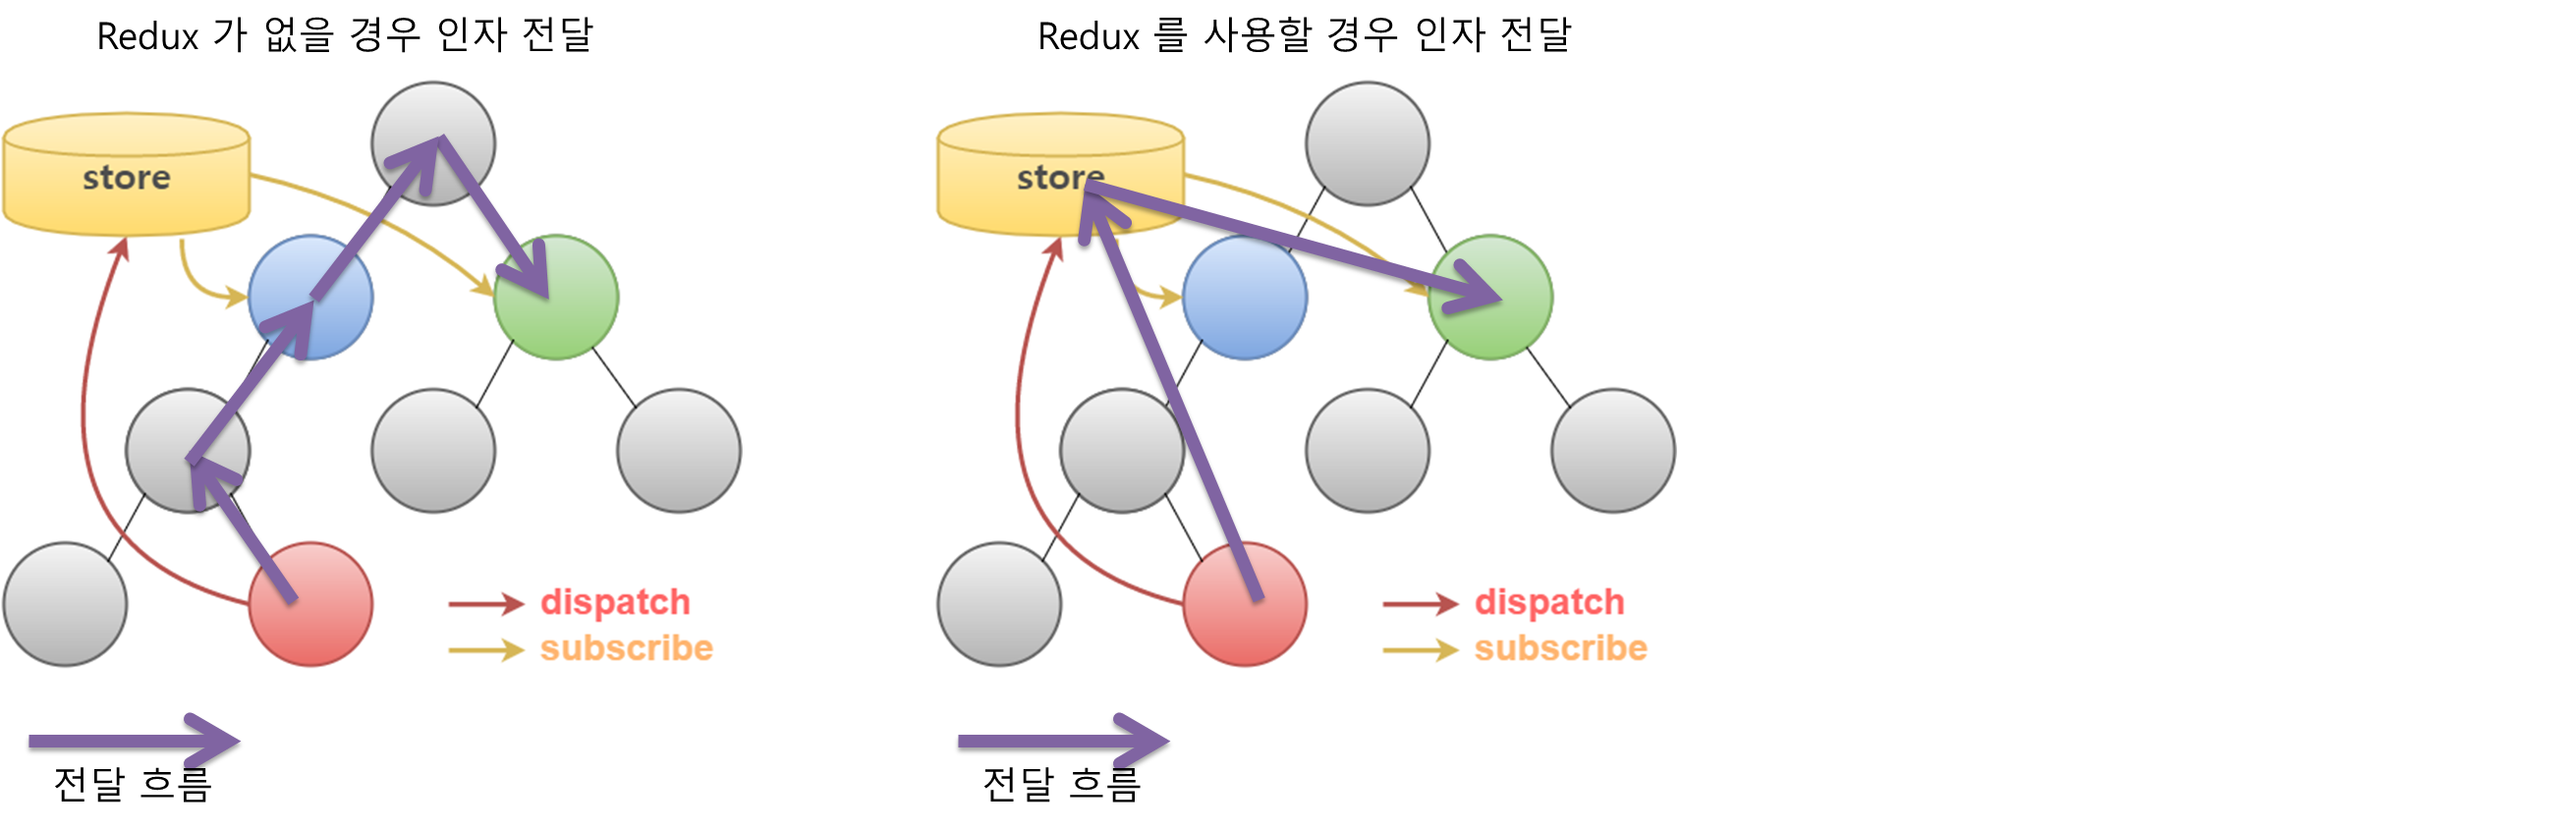 Redux 가 없을 경우 인자 전달
store
dispatch
subscribe
전달 흐름
Redux 를 사용할 경우 인자 전달
store
dispatch
subscribe
전달 흐름